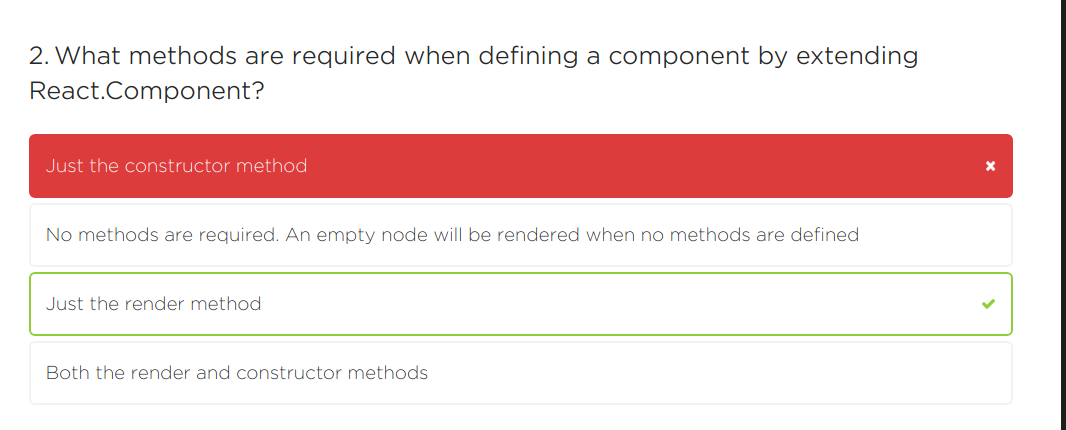 2. What methods are required when defining a component by extending
React.Component?
Just the constructor method
No methods are required. An empty node will be rendered when no methods are defined
Just the render method
Both the render and constructor methods